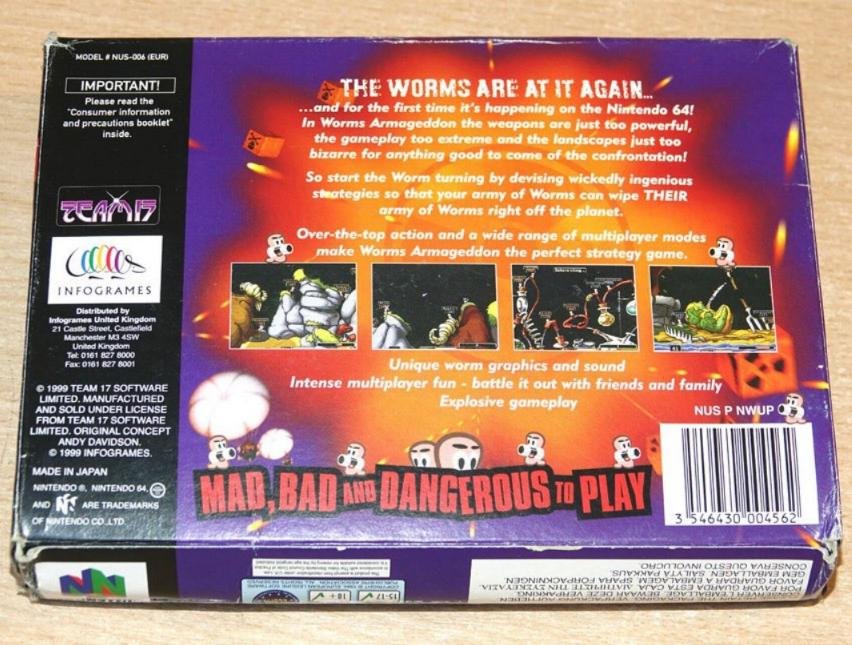 MODEL # NUS-006 (EUR)
IMPORTANT!
Please read the
"Consumer information
and precautions booklet"
inside.
TEAM17
INFOGRAMES
Distributed by
Infogrames United Kingdom
21 Castle Street, Castlefield
Manchester M3 4SW
United Kingdom
Tel: 0161 827 8000
Fax: 0161 827 8001
© 1999 TEAM 17 SOFTWARE
LIMITED. MANUFACTURED
AND SOLD UNDER LICENSE
FROM TEAM 17 SOFTWARE
LIMITED. ORIGINAL CONCEPT
ANDY DAVIDSON.
© 1999 INFOGRAMES.
MADE IN JAPAN
NINTENDO ®, NINTENDO 64,
AND ARE TRADEMARKS
OF NINTENDO CO.,LTD.
THE WORMS ARE AT IT AGAIN...
...and for the first time it's happening on the Nintendo 64!
In Worms Armageddon the weapons are just too powerful,
the gameplay too extreme and the landscapes just too
bizarre for anything good to come of the confrontation!
So start the Worm turning by devising wickedly ingenious
strategies so that your army of Worms can wipe THEIR
army of Worms right off the planet.
Over-the-top action and a wide range of multiplayer modes
make Worms Armageddon the perfect strategy game.
Unique worm graphics and sound
Intense multiplayer fun - battle it out with friends and family
Explosive gameplay
NUS P NWUP
MAD, BAD AND DANGEROUS TO PLAY
3 546430 004562
15-17
18+
CONSERVA QUESTO INVOLUCRO.